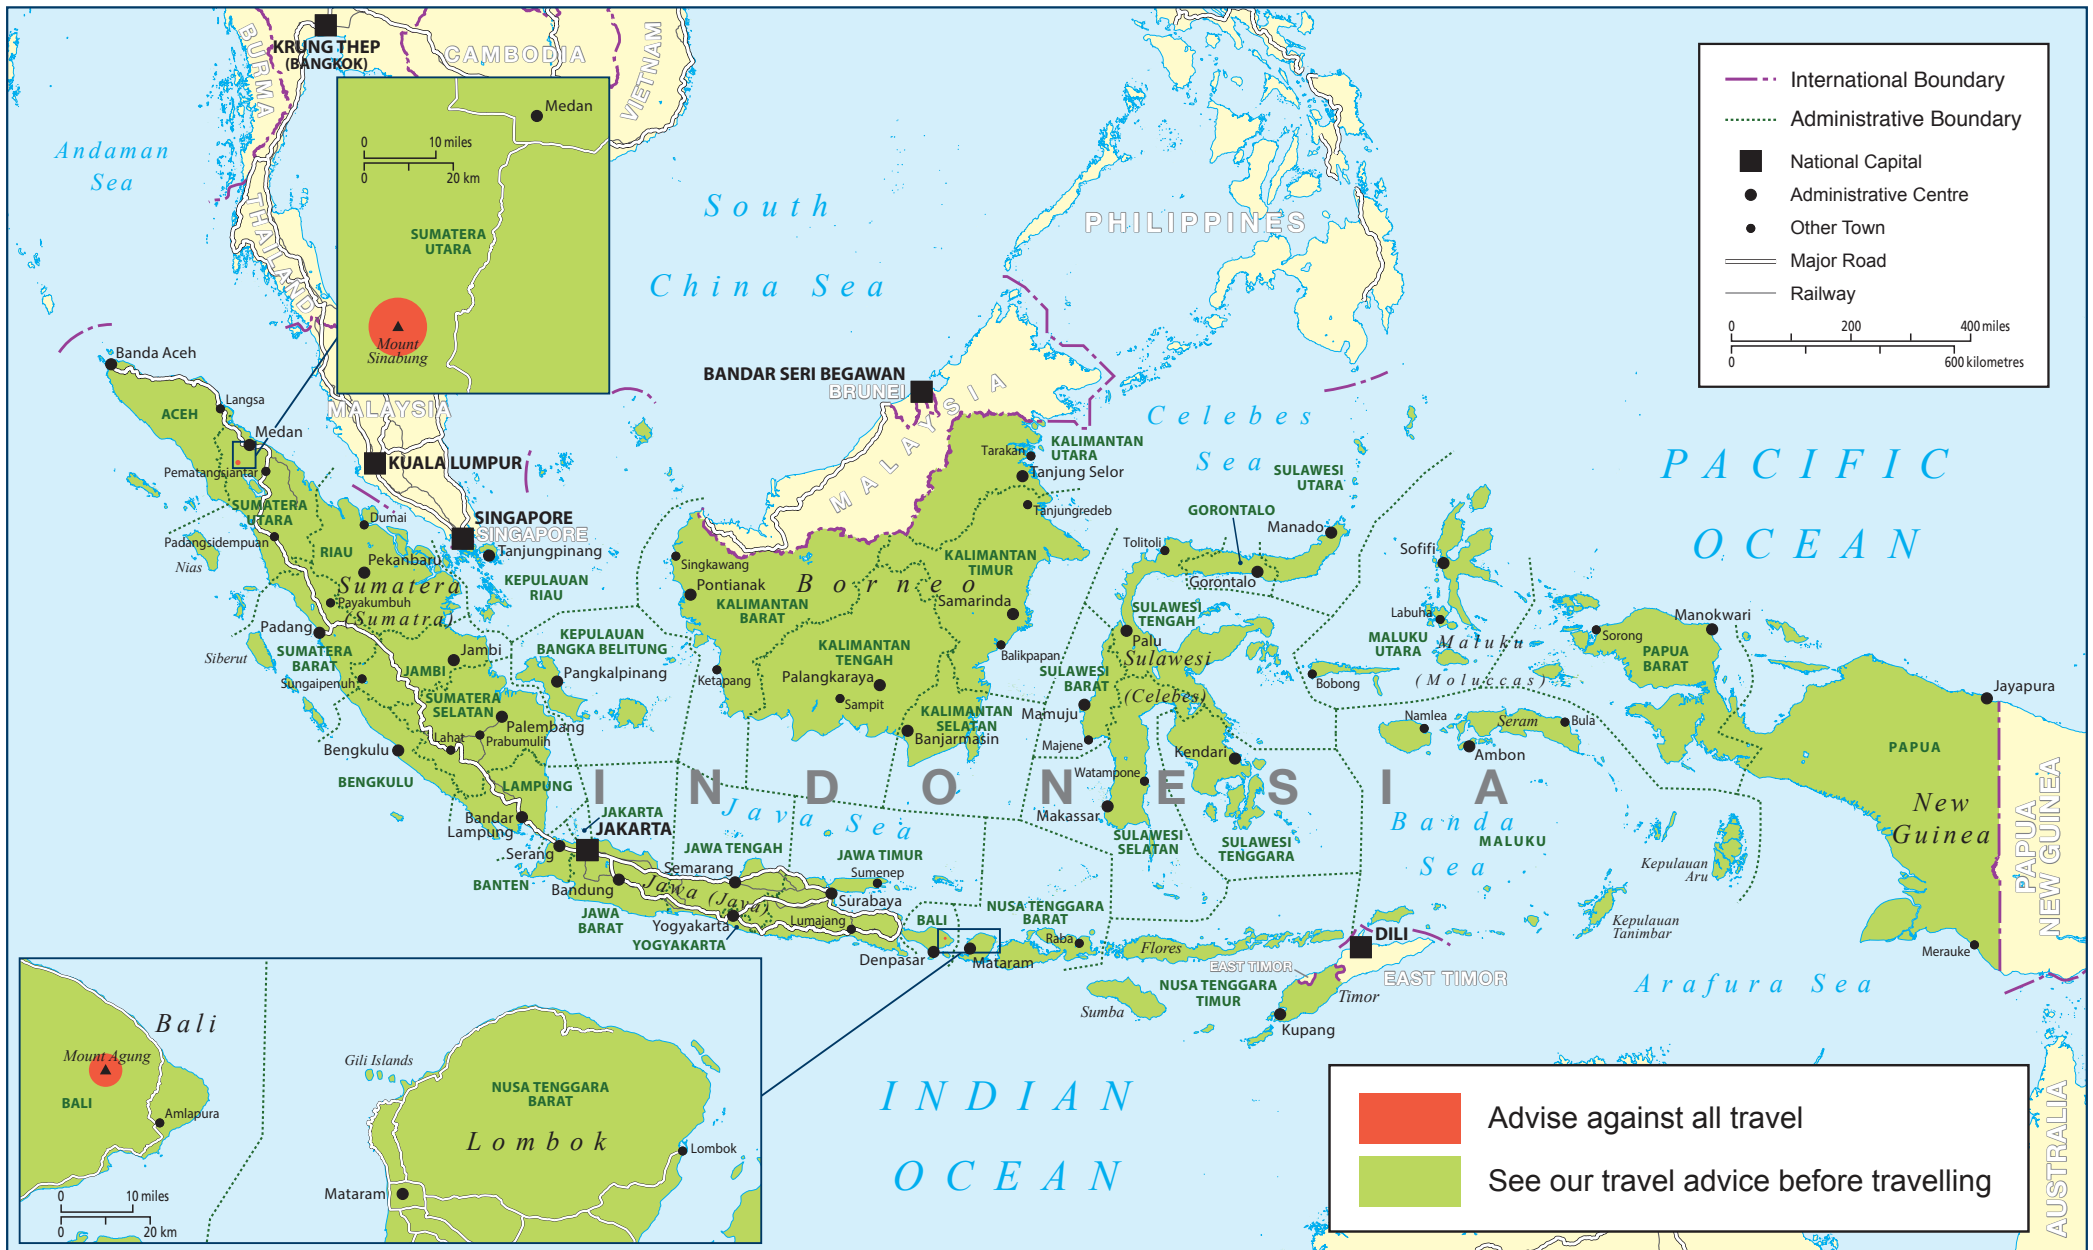 KRUNG THEP
(BANGKOK)
BURMA
CAMBODIA
VIETNAM
THAILAND
Andaman
Sea
Medan
0 10 miles
0 20 km
SUMATERA
UTARA
Mount
Sinabung
South
China Sea
PHILIPPINES
International Boundary
Administrative Boundary
National Capital
Administrative Centre
Other Town
Major Road
Railway
0 200 400 miles
0 600 kilometres
Banda Aceh
ACEH
Langsa
Medan
Pematangsiantar
SUMATERA
UTARA
Padangsidempuan
Nias
MALAYSIA
KUALA LUMPUR
SINGAPORE
SINGAPORE
Tanjungpinang
Dumai
RIAU
Pekanbaru
Sumatera
(Sumatra)
Payakumbuh
KEPULAUAN
RIAU
Padang
SUMATERA
BARAT
Siberut
Sungaipenuh
JAMBI
Jambi
KEPULAUAN
BANGKA BELITUNG
Pangkalpinang
SUMATERA
SELATAN
Palembang
Prabumulih
Lahat
Bengkulu
BENGKULU
LAMPUNG
Bandar
Lampung
BANDAR SERI BEGAWAN
BRUNEI
MALAYSIA
Tarakan
KALIMANTAN
UTARA
Tanjung Selor
Tanjungredeb
Singkawang
Pontianak
Borneo
KALIMANTAN
BARAT
KALIMANTAN
TIMUR
Samarinda
KALIMANTAN
TENGAH
Palangkaraya
Sampit
Balikpapan
Ketapang
KALIMANTAN
SELATAN
Banjarmasin
Celebes
Sea
SULAWESI
UTARA
GORONTALO
Manado
Tolitoli
Gorontalo
SULAWESI
TENGAH
Palu
Sulawesi
(Celebes)
SULAWESI
BARAT
Mamuju
Majene
Kendari
Watampone
Makassar
SULAWESI
SELATAN
SULAWESI
TENGGARA
PACIFIC
OCEAN
Sofifi
Labuha
MALUKU
UTARA
Maluku
(Moluccas)
Bobong
Sorong
Manokwari
PAPUA
BARAT
Namlea
Seram
Bula
Ambon
Jayapura
PAPUA
New
Guinea
PAPUA
NEW GUINEA
INDONESIA
Java Sea
Banda
Sea
MALUKU
Kepulauan
Aru
Kepulauan
Tanimbar
Merauke
Arafura Sea
JAKARTA
JAKARTA
Serang
BANTEN
Bandung
JAWA
BARAT
JAWA TENGAH
Semarang
Jawa (Java)
Yogyakarta
YOGYAKARTA
JAWA TIMUR
Sumenep
Surabaya
Lumajang
BALI
Denpasar
Mataram
NUSA TENGGARA
BARAT
Raba
Flores
Sumba
NUSA TENGGARA
TIMUR
EAST TIMOR
DILI
EAST TIMOR
Timor
Kupang
Bali
Mount Agung
BALI
Amlapura
0 10 miles
0 20 km
Gili Islands
NUSA TENGGARA
BARAT
Lombok
Lombok
Mataram
INDIAN
OCEAN
AUSTRALIA
Advise against all travel
See our travel advice before travelling